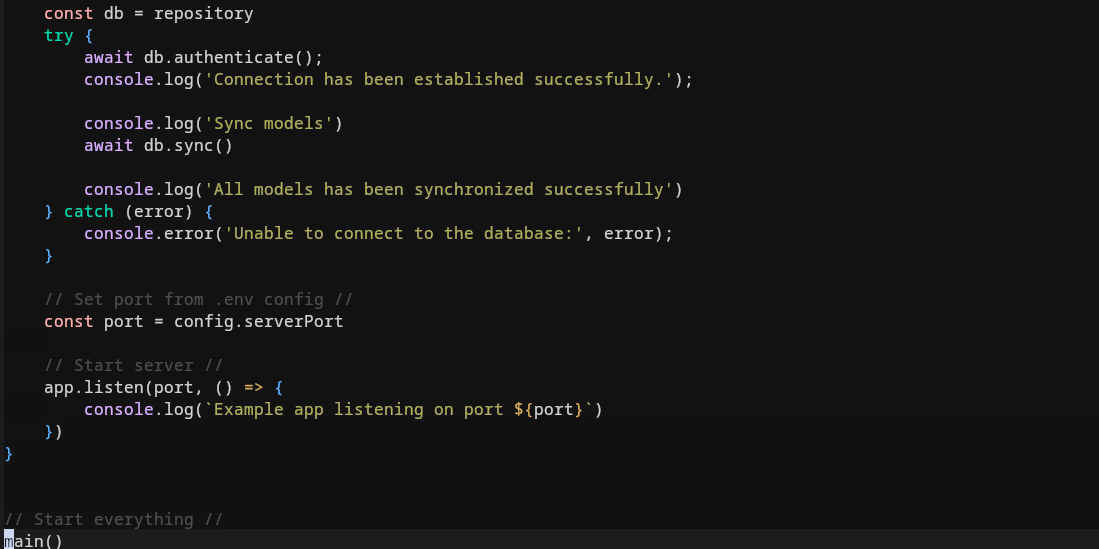 const db = repository
try {
await db.authenticate();
console.log('Connection has been established successfully.');
console.log('Sync models')
await db.sync()
console.log('All models has been synchronized successfully')
} catch (error) {
console.error('Unable to connect to the database:', error);
}
// Set port from .env config //
const port = config.serverPort
// Start server //
app.listen(port, () => {
console.log(`Example app listening on port ${port}`)
})
}
// Start everything //
main()